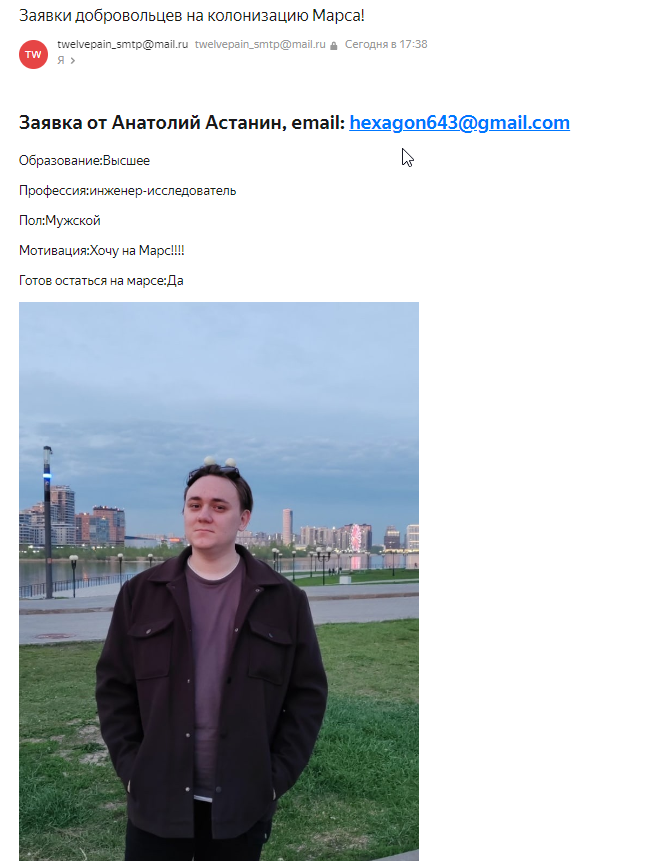 Заявки добровольцев на колонизацию Марса!
TW
twelvepain_smtp@mail.ru twelvepain_smtp@mail.ru Сегодня в 17:38
Я
Заявка от Анатолий Астанин, email: hexagon643@gmail.com
Образование:Высшее
Профессия:инженер-исследователь
Пол:Мужской
Мотивация:Хочу на Марс!!!!
Готов остаться на марсе:Да